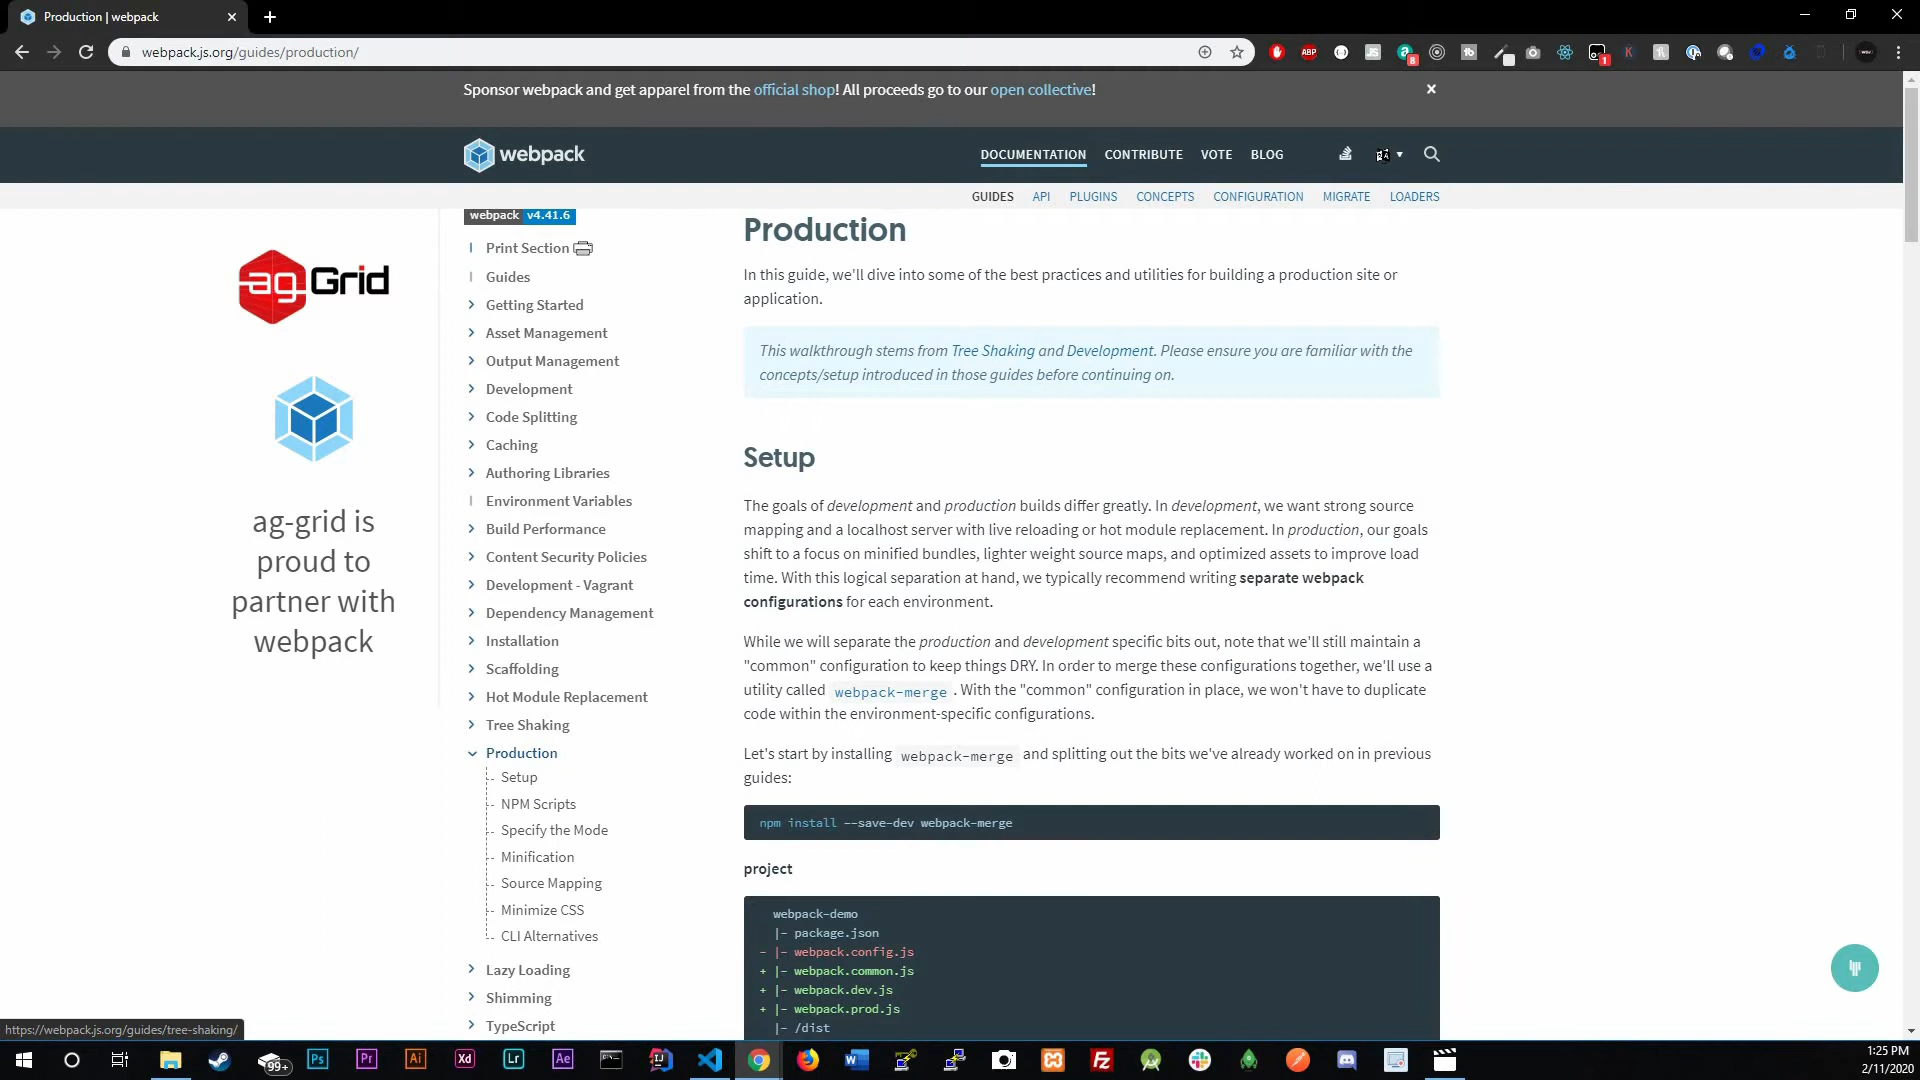 Production | webpack
webpack.js.org/guides/production/
Sponsor webpack and get apparel from the official shop! All proceeds go to our open collective!
webpack
DOCUMENTATION CONTRIBUTE VOTE BLOG
GUIDES API PLUGINS CONCEPTS CONFIGURATION MIGRATE LOADERS
ag-Grid
ag-grid is
proud to
partner with
webpack
webpack v4.41.6
Print Section
Guides
Getting Started
Asset Management
Output Management
Development
Code Splitting
Caching
Authoring Libraries
Environment Variables
Build Performance
Content Security Policies
Development - Vagrant
Dependency Management
Installation
Scaffolding
Hot Module Replacement
Tree Shaking
Production
Setup
NPM Scripts
Specify the Mode
Minification
Source Mapping
Minimize CSS
CLI Alternatives
Lazy Loading
Shimming
TypeScript
Production
In this guide, we'll dive into some of the best practices and utilities for building a production site or
application.
This walkthrough stems from Tree Shaking and Development. Please ensure you are familiar with the
concepts/setup introduced in those guides before continuing on.
Setup
The goals of development and production builds differ greatly. In development, we want strong source
mapping and a localhost server with live reloading or hot module replacement. In production, our goals
shift to a focus on minified bundles, lighter weight source maps, and optimized assets to improve load
time. With this logical separation at hand, we typically recommend writing separate webpack
configurations for each environment.
While we will separate the production and development specific bits out, note that we'll still maintain a
"common" configuration to keep things DRY. In order to merge these configurations together, we'll use a
utility called webpack-merge. With the "common" configuration in place, we won't have to duplicate
code within the environment-specific configurations.
Let's start by installing webpack-merge and splitting out the bits we've already worked on in previous
guides:
npm install --save-dev webpack-merge
project
webpack-demo
|- package.json
- |- webpack.config.js
+ |- webpack.common.js
+ |- webpack.dev.js
+ |- webpack.prod.js
|- /dist
https://webpack.js.org/guides/tree-shaking/
ABP
JS
8
tb
1
K
99+
Ps
Pr
Ai
Xd
Lr
Ae
IJ
W
Fz
1:25 PM
2/11/2020